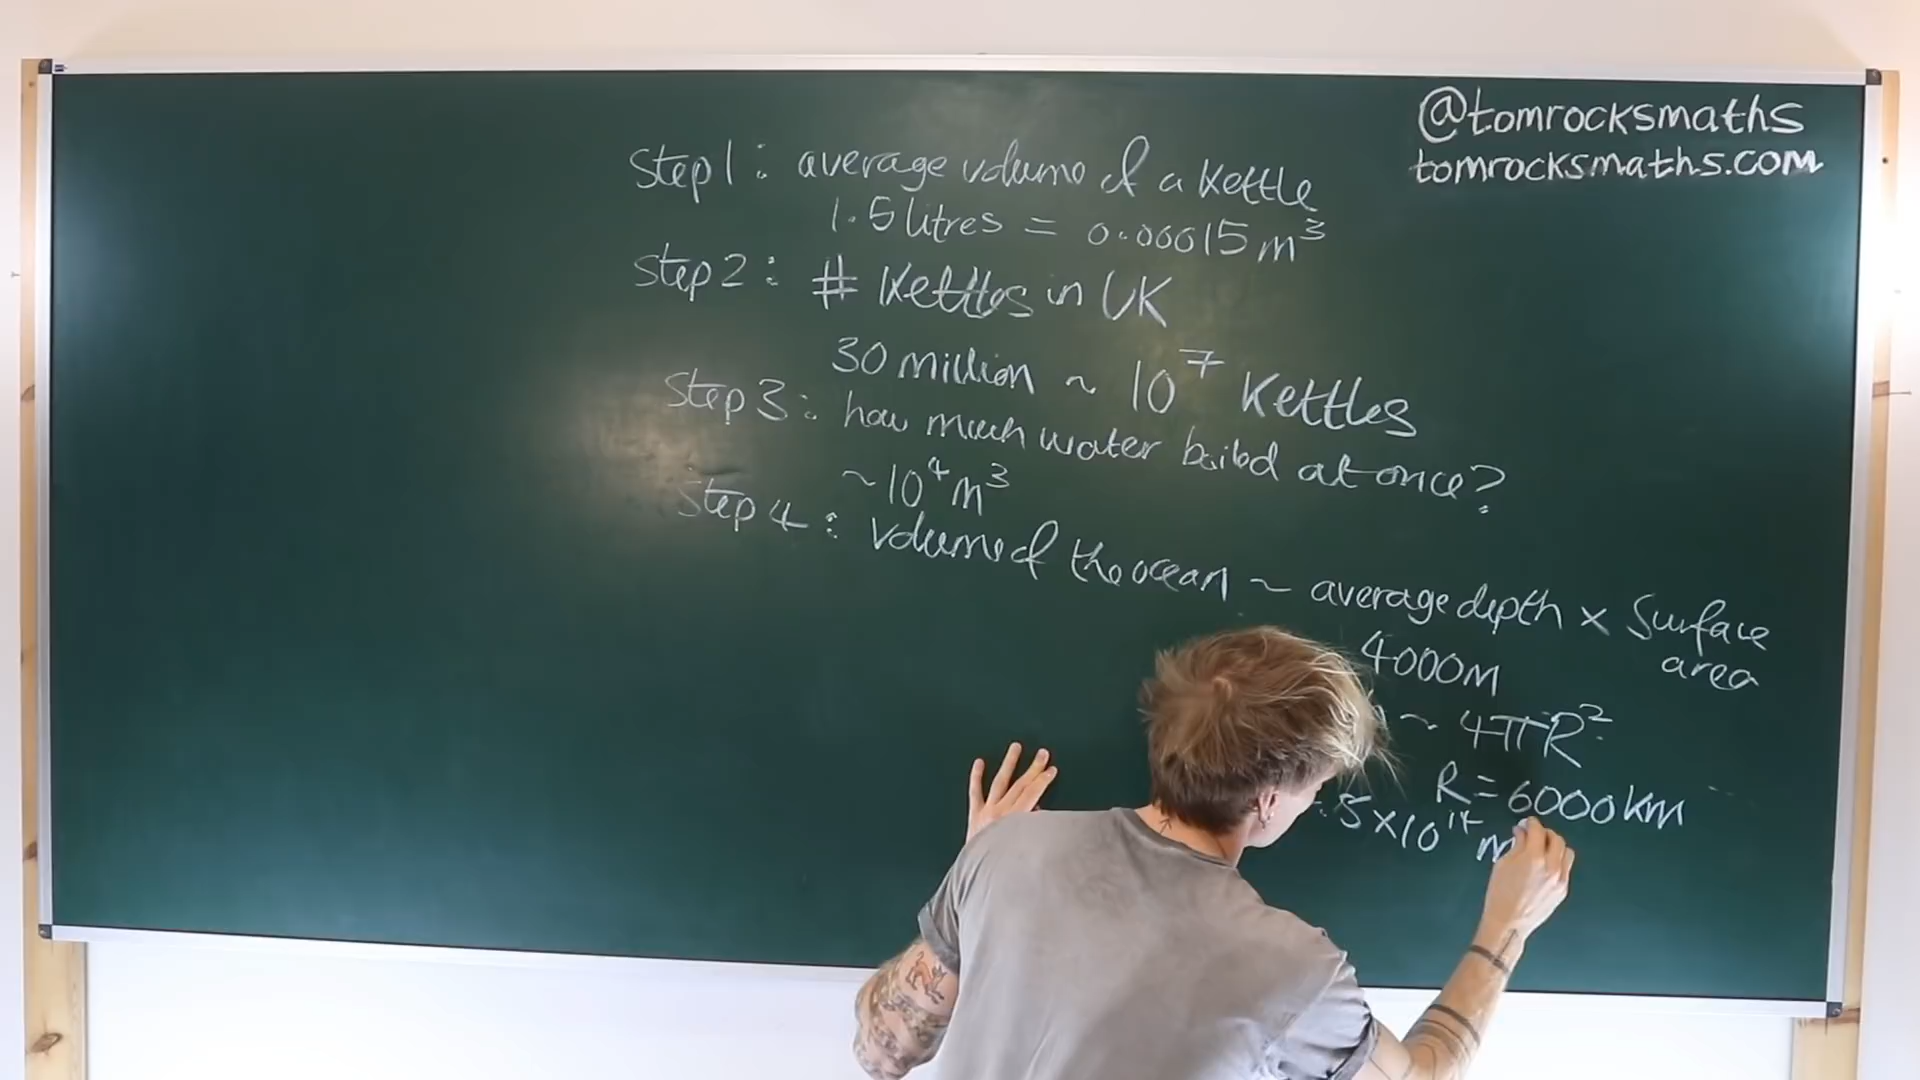 @tomrocksmaths
tomrocksmaths.com
Step 1: average volume of a kettle
1.5 litres = 0.00015 m³
Step 2: # kettles in UK
30 million ~ 10⁷ kettles
Step 3: how much water boiled at once?
~10⁴ m³
Step 4: Volume of the ocean ~ average depth × Surface area
4000m
~ 4πR²
R = 6000km
5 × 10¹⁴ m